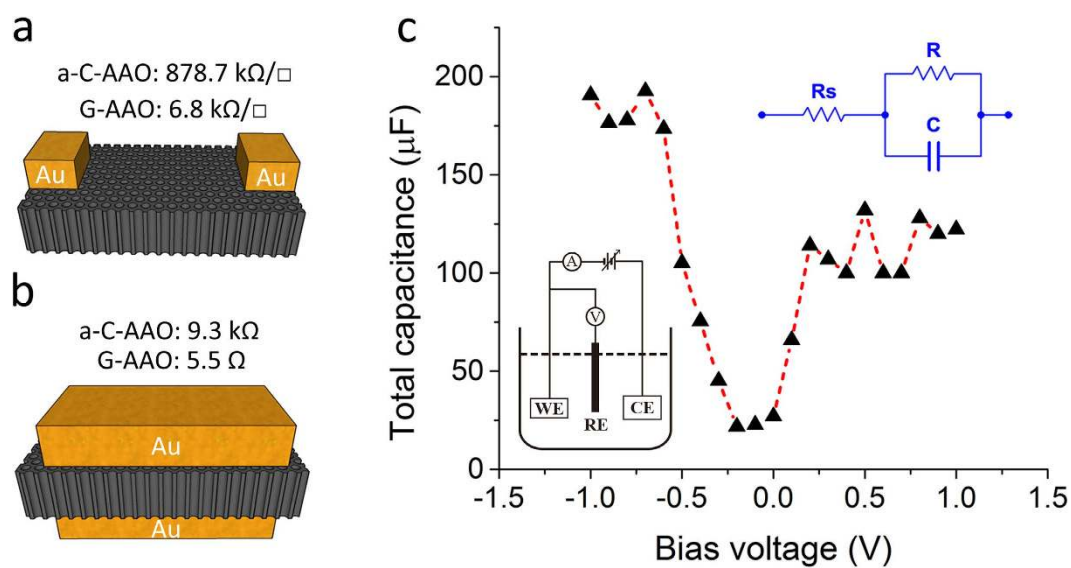 a
a-C-AAO: 878.7 kΩ/□
G-AAO: 6.8 kΩ/□
Au
Au
b
a-C-AAO: 9.3 kΩ
G-AAO: 5.5 Ω
Au
Au
c
Total capacitance (μF)
200
150
100
50
0
-1.5
-1.0
-0.5
0.0
0.5
1.0
1.5
Bias voltage (V)
R
Rs
C
A
V
WE
RE
CE